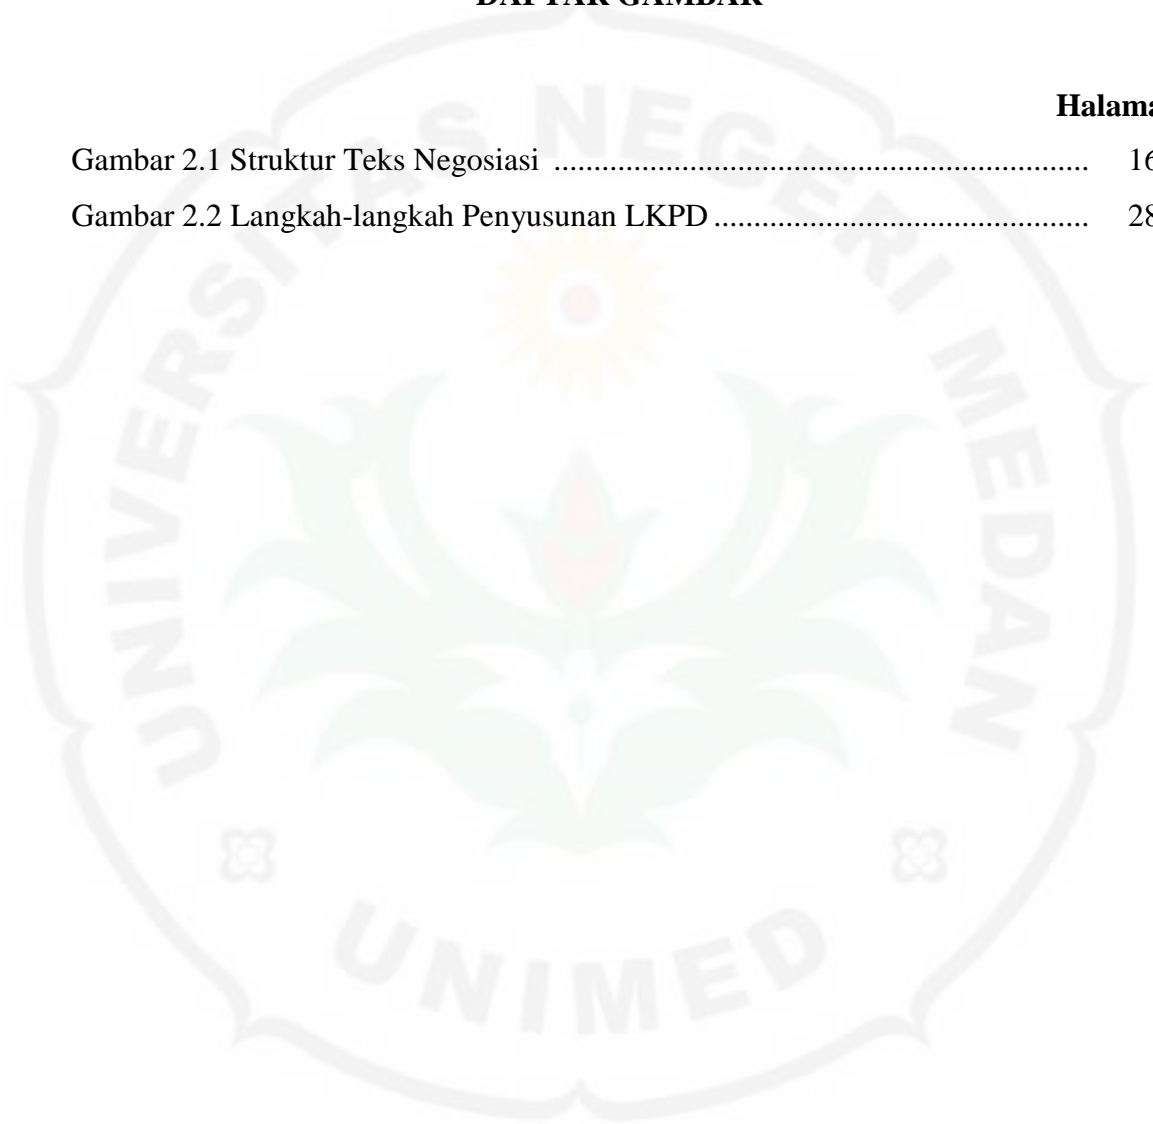 DAFTAR GAMBAR
Halama
Gambar 2.1 Struktur Teks Negosiasi ................................................................... 16
Gambar 2.2 Langkah-langkah Penyusunan LKPD ............................................... 28
UNIVERSITAS NEGERI MEDAN
UNIMED